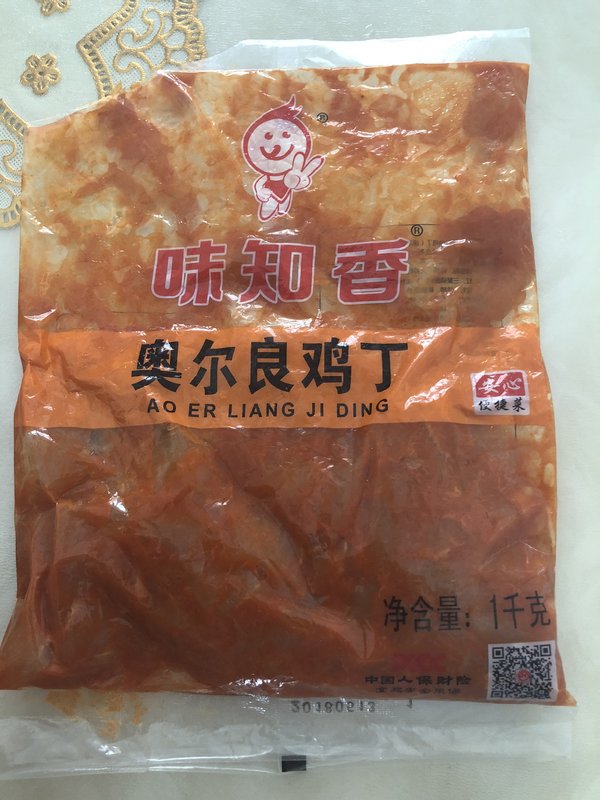 ®
味知香®
奥尔良鸡丁
AO ER LIANG JI DING
安心
便捷菜
净含量：1千克
中国人保财险